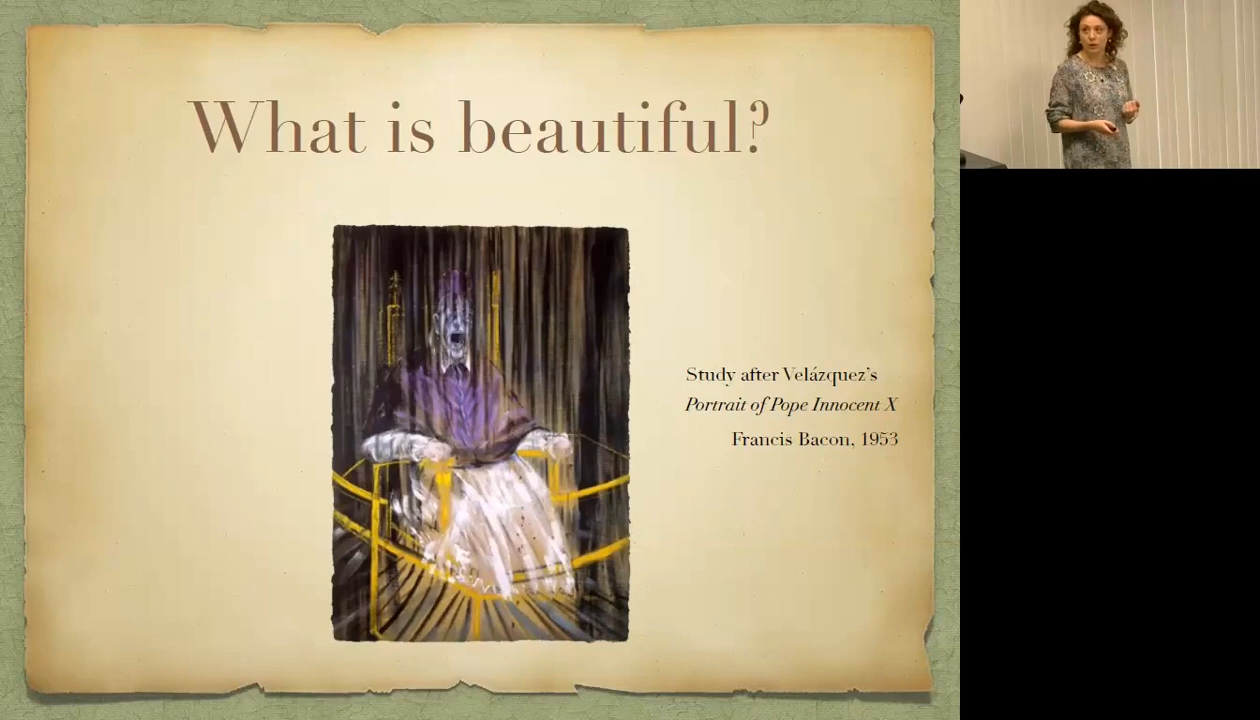 What is beautiful?
Study after Velázquez's
Portrait of Pope Innocent X
Francis Bacon, 1953